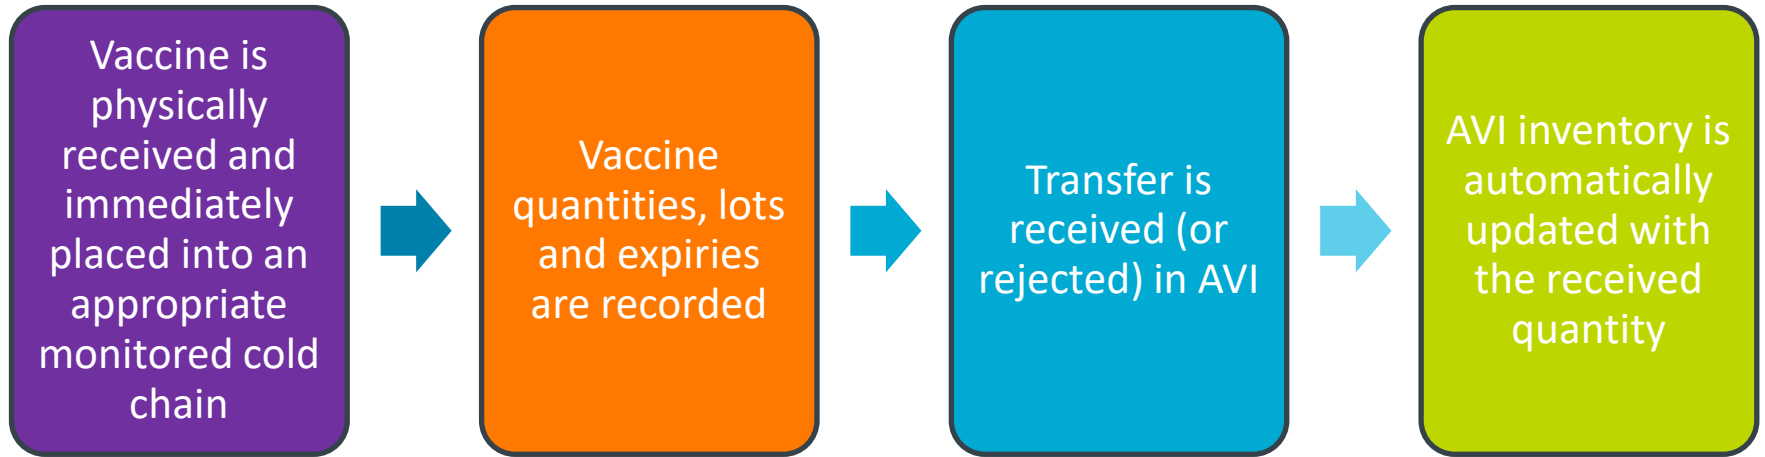 Vaccine is
physically
received and
immediately
placed into an
appropriate
monitored cold
chain
Vaccine
quantities, lots
and expiries
are recorded
Transfer is
received (or
rejected) in AVI
AVI inventory is
automatically
updated with
the received
quantity